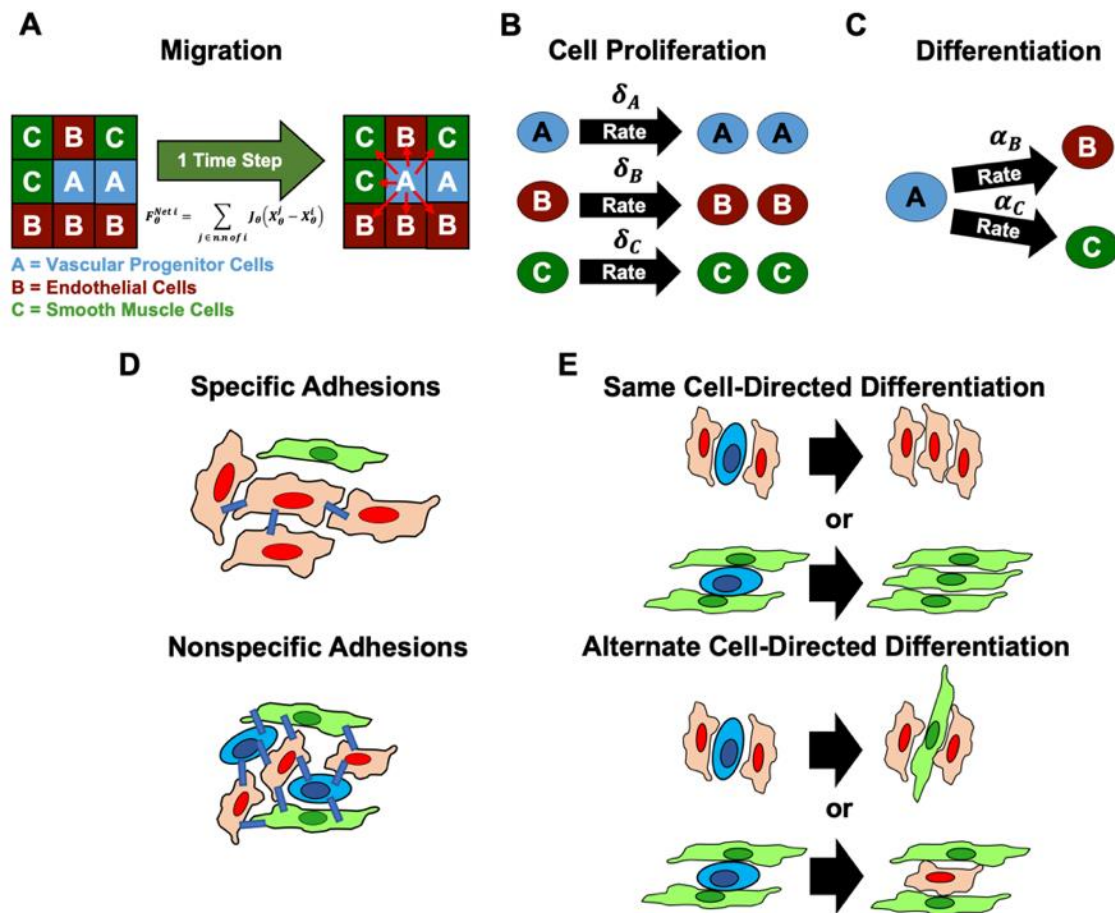 A
Migration
C B C
C A A
B B B
1 Time Step
F_θ^{Net i} = ∑_{j∈n.n of i} J_θ(X_θ^j − X_θ^i)
C B C
C A A
B B B
A = Vascular Progenitor Cells
B = Endothelial Cells
C = Smooth Muscle Cells
B
Cell Proliferation
δ_A
A Rate A A
δ_B
B Rate B B
δ_C
C Rate C C
C
Differentiation
α_B
Rate
B
A
α_C
Rate
C
D
Specific Adhesions
Nonspecific Adhesions
E
Same Cell-Directed Differentiation
or
Alternate Cell-Directed Differentiation
or